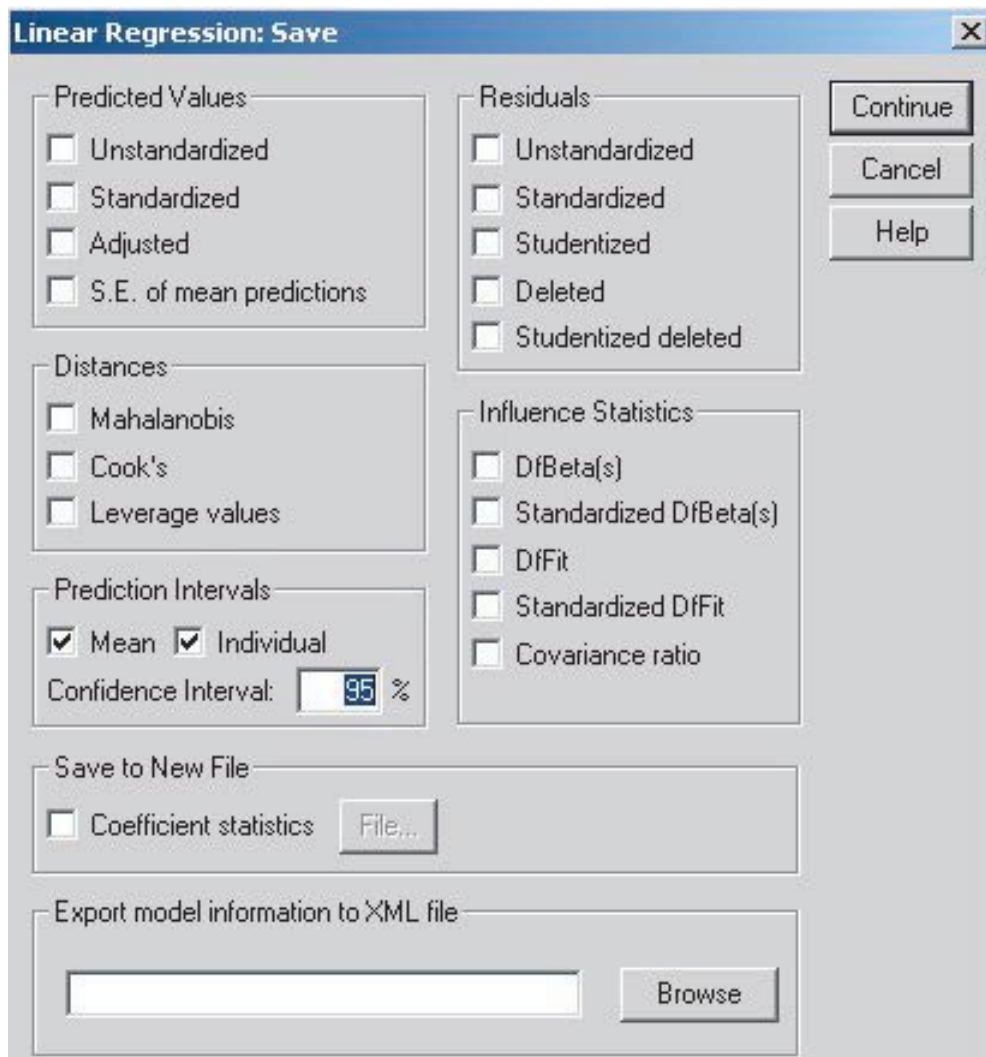 Linear Regression: Save
Predicted Values
Unstandardized
Standardized
Adjusted
S.E. of mean predictions
Distances
Mahalanobis
Cook's
Leverage values
Prediction Intervals
Mean Individual
Confidence Interval: 95 %
Residuals
Unstandardized
Standardized
Studentized
Deleted
Studentized deleted
Influence Statistics
DfBeta(s)
Standardized DfBeta(s)
DfFit
Standardized DfFit
Covariance ratio
Continue
Cancel
Help
Save to New File
Coefficient statistics File...
Export model information to XML file
Browse